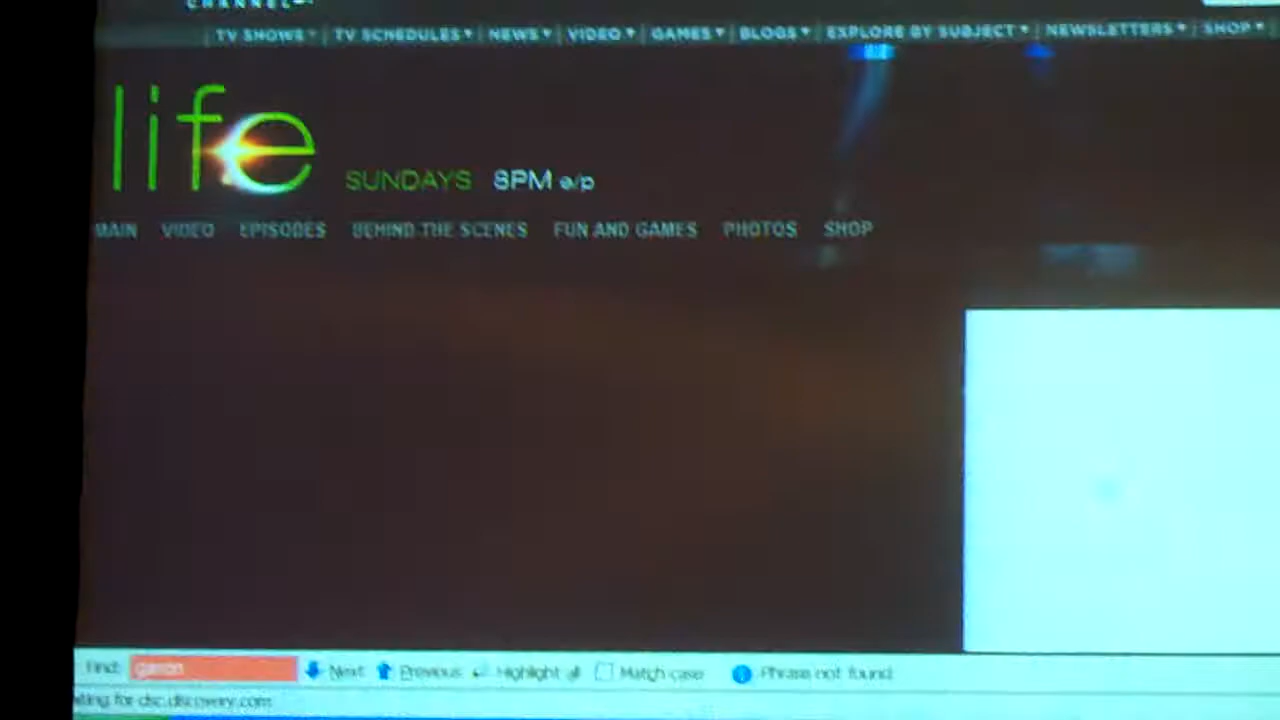 CHANNEL
TV SHOWS TV SCHEDULES NEWS VIDEO GAMES BLOGS EXPLORE BY SUBJECT NEWSLETTERS SHOP
life
SUNDAYS 8PM e/p
MAIN VIDEO EPISODES BEHIND THE SCENES FUN AND GAMES PHOTOS SHOP
Find: Next Previous Highlight all Match case Phrase not found
iting for dsc.discovery.com